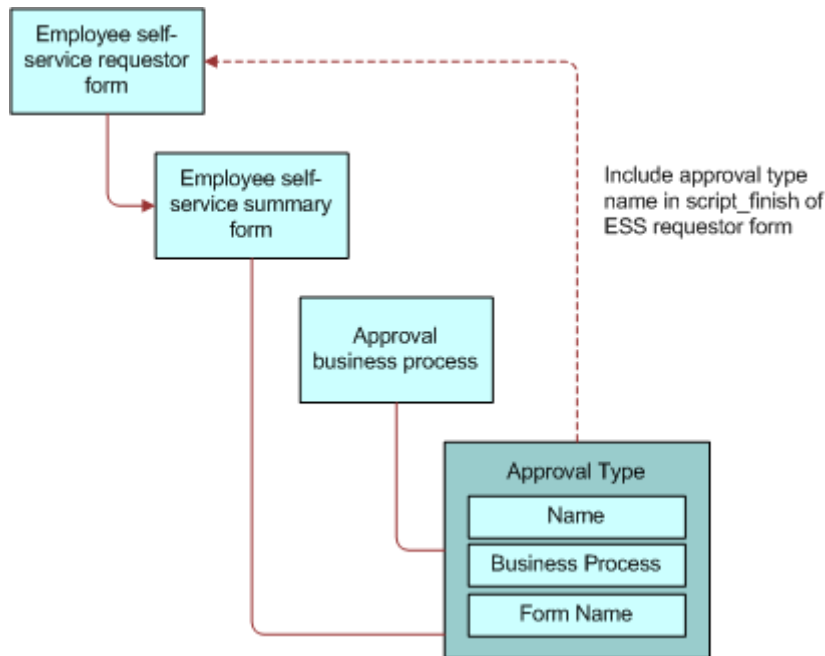 Employee self-
service requestor
form
Employee self-
service summary
form
Include approval type
name in script_finish of
ESS requestor form
Approval
business process
Approval Type
Name
Business Process
Form Name